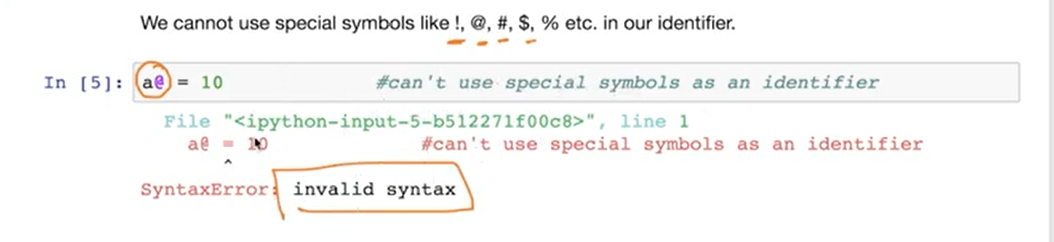 We cannot use special symbols like !, @, #, $, % etc. in our identifier.
In [5]: a@ = 10 #can't use special symbols as an identifier
File "<ipython-input-5-b512271f00c8>", line 1
a@ = 10 #can't use special symbols as an identifier
^
SyntaxError: invalid syntax